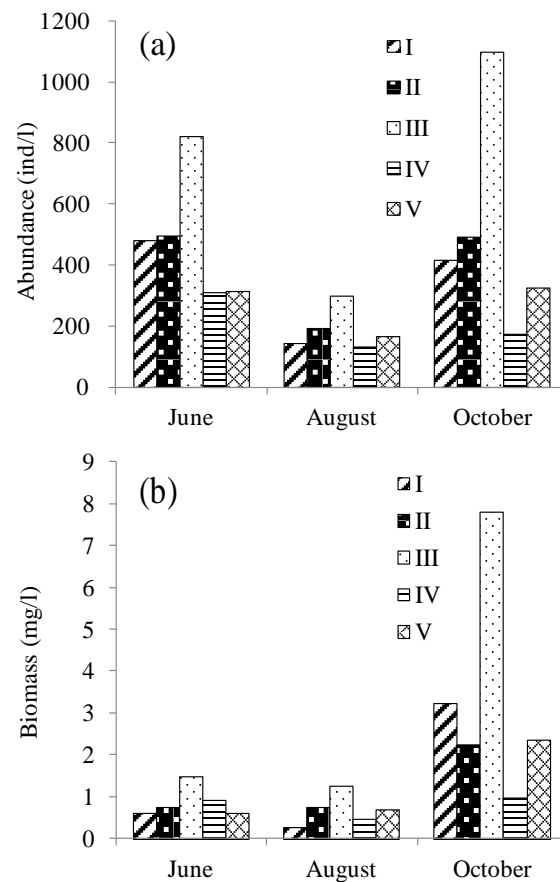 (a)
Abundance (ind/l)
1200
1000
800
600
400
200
0
I
II
III
IV
V
June August October
(b)
Biomass (mg/l)
9
8
7
6
5
4
3
2
1
0
I
II
III
IV
V
June August October